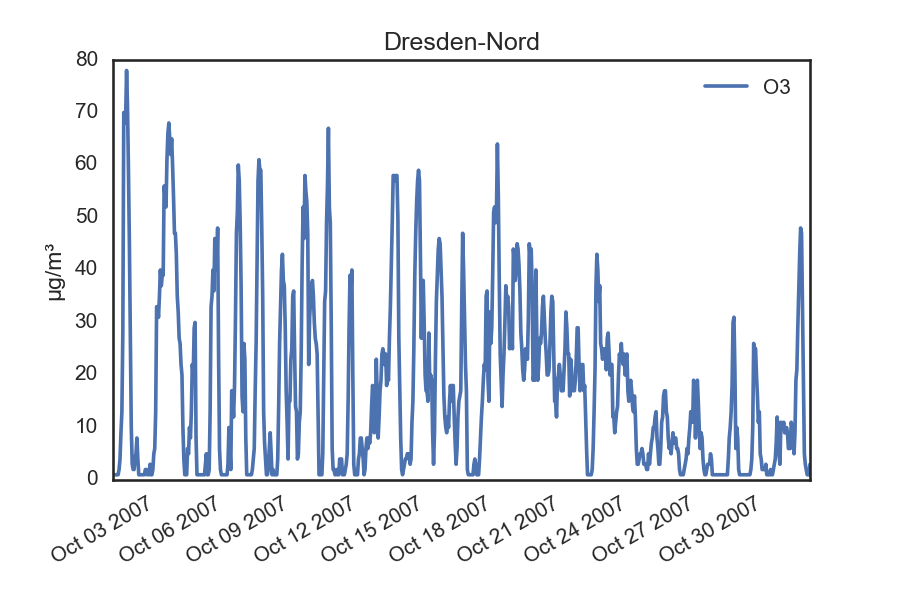 Dresden-Nord
O3
µg/m³
80
70
60
50
40
30
20
10
0
Oct 03 2007
Oct 06 2007
Oct 09 2007
Oct 12 2007
Oct 15 2007
Oct 18 2007
Oct 21 2007
Oct 24 2007
Oct 27 2007
Oct 30 2007